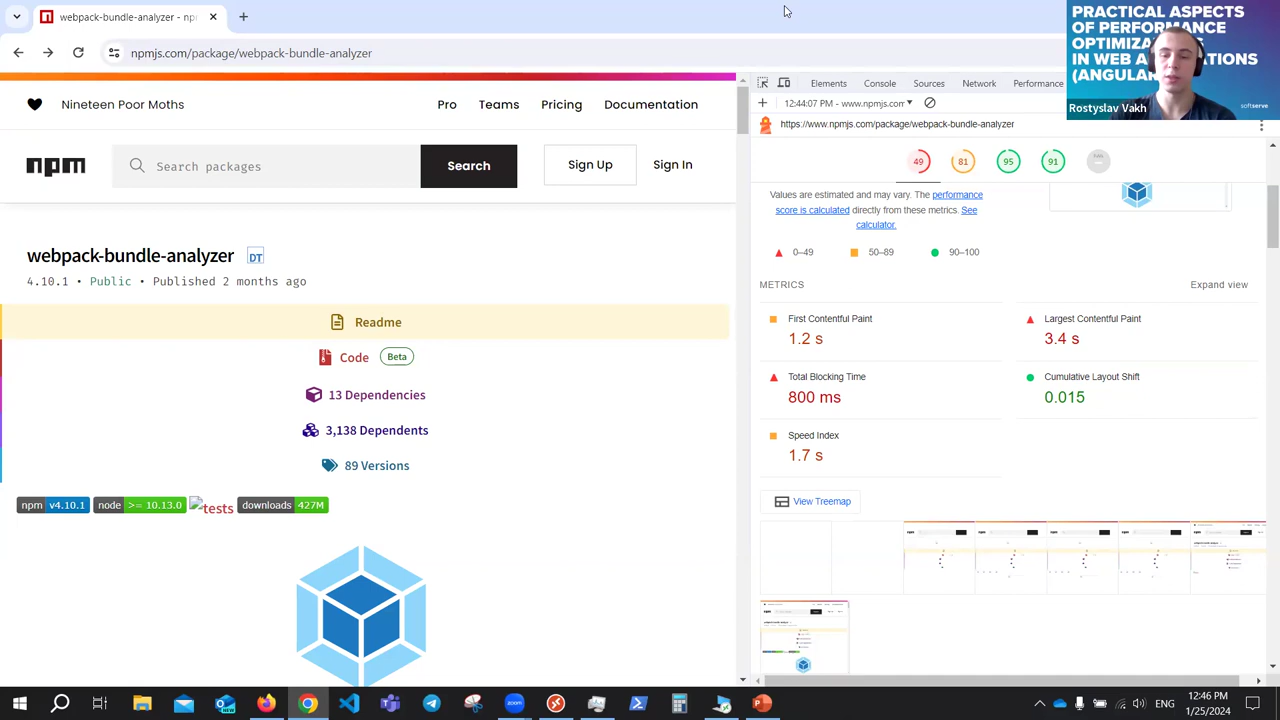 webpack-bundle-analyzer - npm
npmjs.com/package/webpack-bundle-analyzer
Nineteen Poor Moths
Pro
Teams
Pricing
Documentation
npm
Search packages
Search
Sign Up
Sign In
webpack-bundle-analyzer
DT
4.10.1 • Public • Published 2 months ago
Readme
Code
Beta
13 Dependencies
3,138 Dependents
89 Versions
npm v4.10.1
node >= 10.13.0
tests
downloads 427M
Elements
Console
Sources
Network
Performance
12:44:07 PM - www.npmjs.com
https://www.npmjs.com/package/webpack-bundle-analyzer
49
81
95
91
PWA
Values are estimated and may vary. The performance
score is calculated directly from these metrics. See
calculator.
0–49
50–89
90–100
METRICS
Expand view
First Contentful Paint
1.2 s
Largest Contentful Paint
3.4 s
Total Blocking Time
800 ms
Cumulative Layout Shift
0.015
Speed Index
1.7 s
View Treemap
PRACTICAL ASPECTS
OF PERFORMANCE
IN WEB
Rostyslav Vakh
softserve
zoom
ENG
12:46 PM
1/25/2024